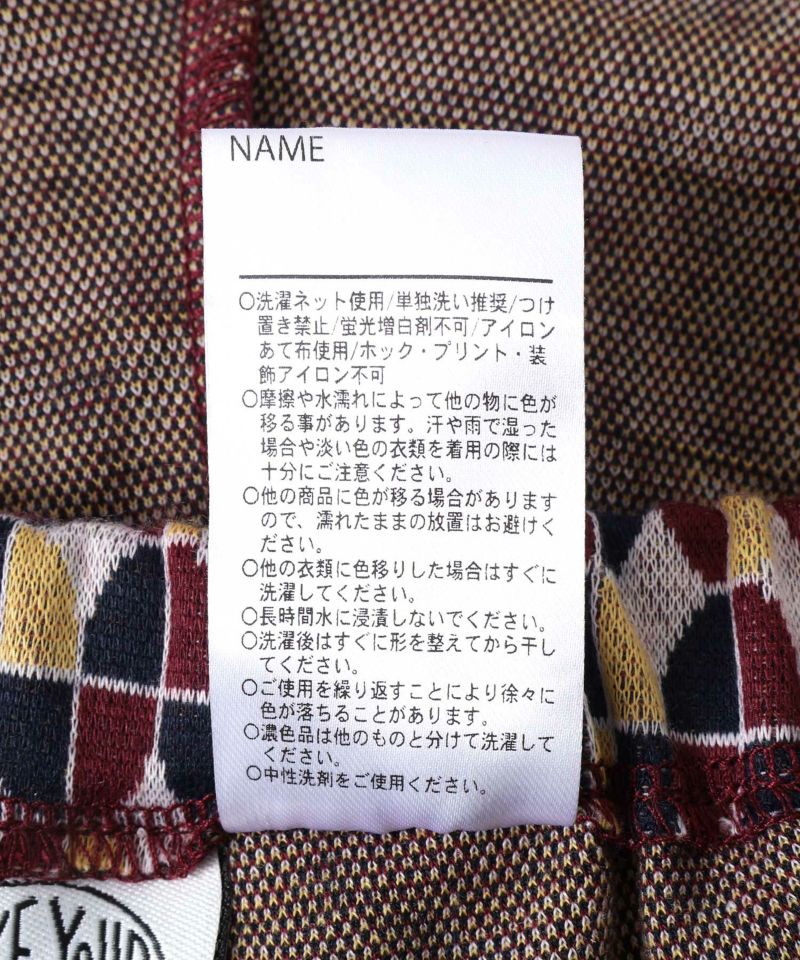 NAME
○洗濯ネット使用/単独洗い推奨/つけ
置き禁止/蛍光増白剤不可/アイロン
あて布使用/ホック・プリント・装
飾アイロン不可
○摩擦や水濡れによって他の物に色が
移る事があります。汗や雨で湿った
場合や淡い色の衣類を着用の際には
十分にご注意ください。
○他の商品に色が移る場合があります
ので、濡れたままの放置はお避けく
ださい。
○他の衣類に色移りした場合はすぐに
洗濯してください。
○長時間水に浸漬しないでください。
○洗濯後はすぐに形を整えてから干し
てください。
○ご使用を繰り返すことにより徐々に
色が落ちることがあります。
○濃色品は他のものと分けて洗濯して
ください。
○中性洗剤をご使用ください。